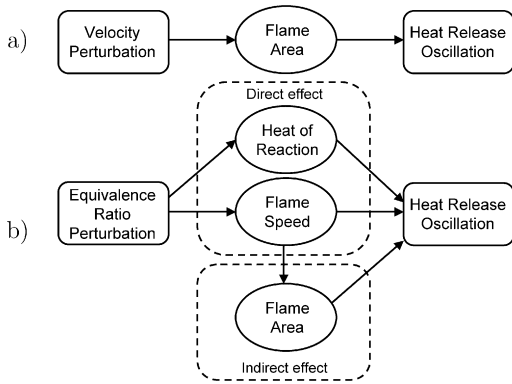 a)
Velocity
Perturbation
Flame
Area
Heat Release
Oscillation
b)
Direct effect
Heat of
Reaction
Equivalence
Ratio
Perturbation
Flame
Speed
Heat Release
Oscillation
Flame
Area
Indirect effect